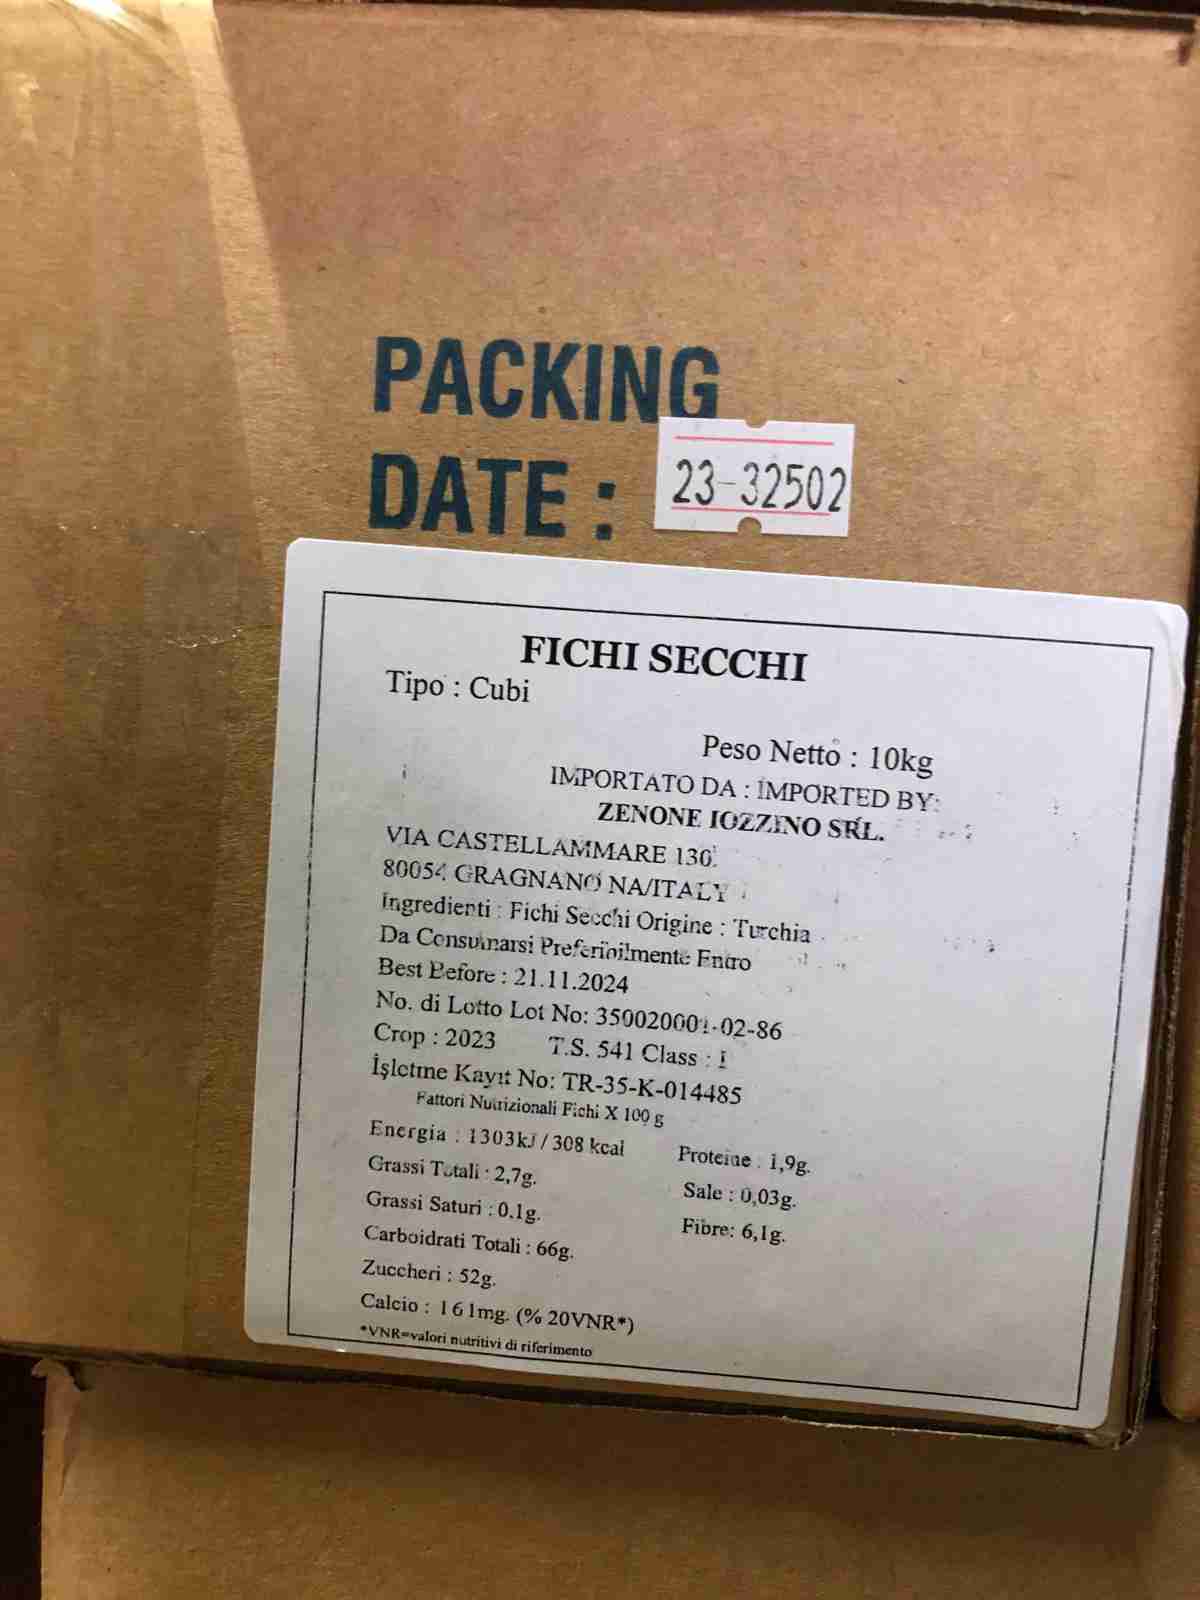 PACKING
DATE :
23-32502
FICHI SECCHI
Tipo : Cubi
Peso Netto : 10kg
IMPORTATO DA : IMPORTED BY:
ZENONE IOZZINO SRL.
VIA CASTELLAMMARE 130
80054 GRAGNANO NA/ITALY
Ingredienti : Fichi Secchi Origine : Turchia
Da Consumarsi Preferibilmente Entro
Best Before : 21.11.2024
No. di Lotto Lot No: 350020001-02-86
Crop : 2023 T.S. 541 Class : I
İşletme Kayıt No: TR-35-K-014485
Fattori Nutrizionali Fichi X 100 g
Energia : 1303kJ / 308 kcal Proteine : 1,9g.
Grassi Totali : 2,7g. Sale : 0,03g.
Grassi Saturi : 0.1g. Fibre: 6,1g.
Carboidrati Totali : 66g.
Zuccheri : 52g.
Calcio : 161mg. (% 20VNR*)
*VNR=valori nutritivi di riferimento